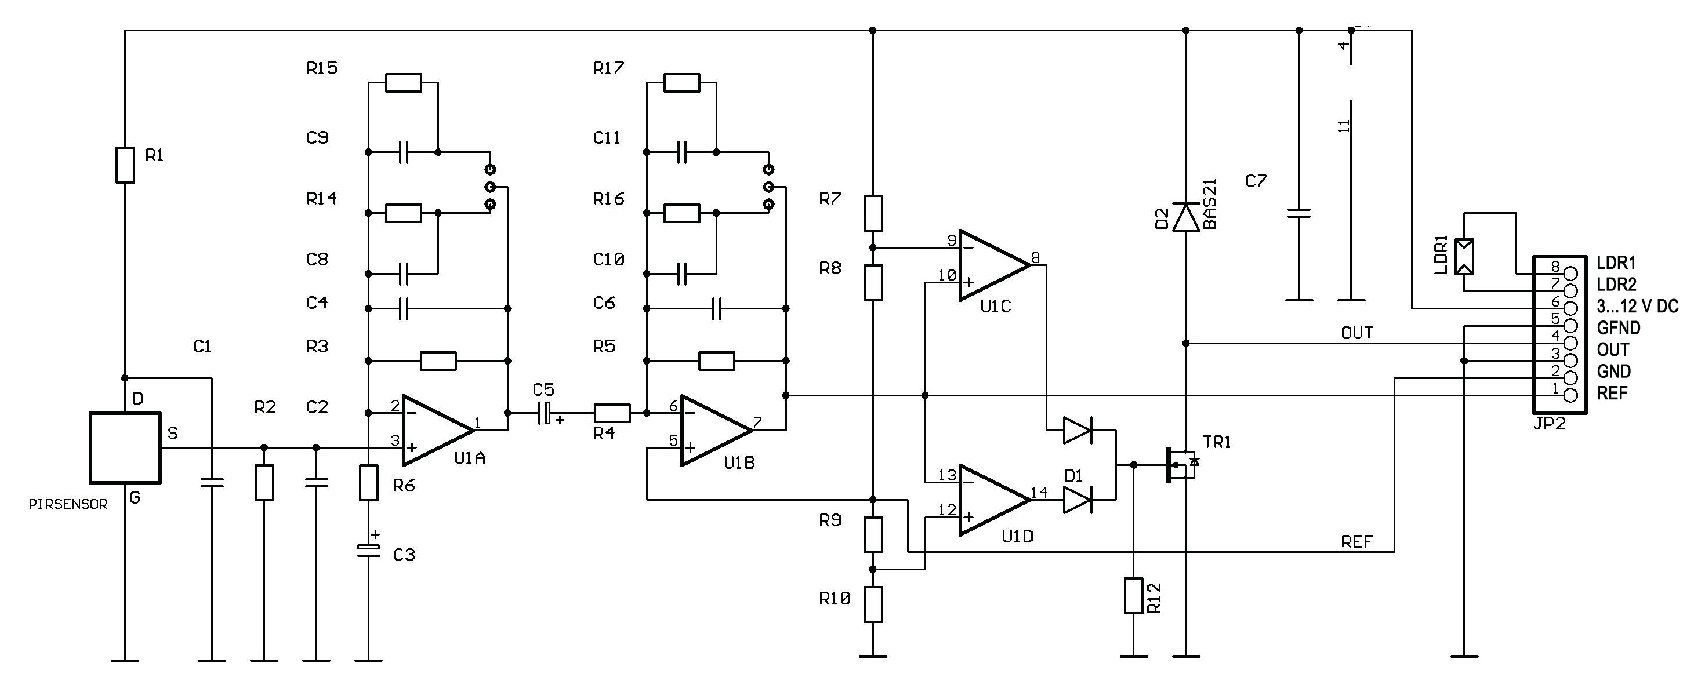 R15
R17
4
C9
C11
11
R1
R14
R16
R7
D2
BAS21
C7
9
8
C8
C10
R8
10
LDR1
8 LDR1
7 LDR2
C4
C6
U1C
6 3...12 V DC
5 GFND
C1
R3
R5
OUT
4 OUT
3
2 GND
1 REF
D
R2
C2
2
1
C5
+
R4
6
7
JP2
S
3
U1A
5
U1B
TR1
G
PIRSENSOR
R6
13
14
D1
12
R9
U1D
+
C3
REF
R10
R12